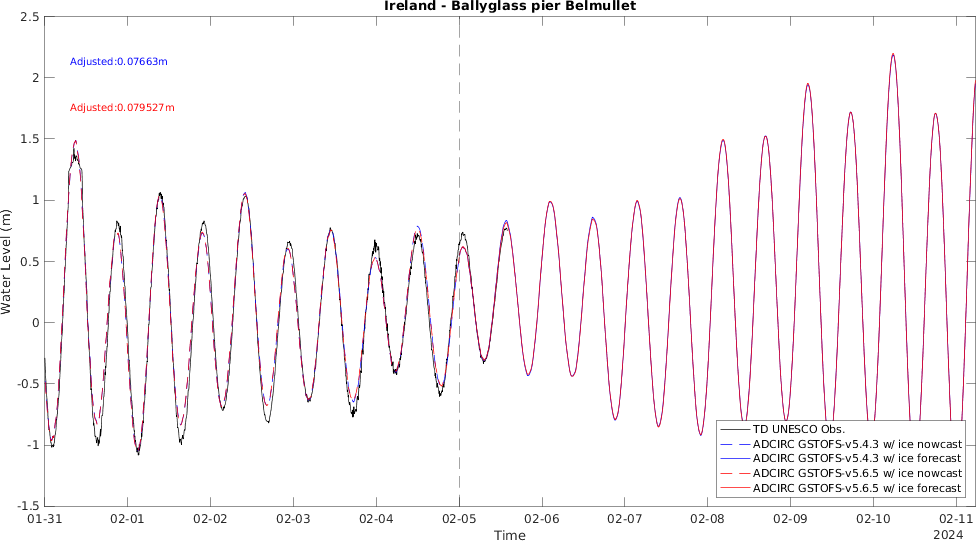 Ireland - Ballyglass pier Belmullet
2.5
2
1.5
1
0.5
0
-0.5
-1
-1.5
Water Level (m)
Adjusted:0.07663m
Adjusted:0.079527m
TD UNESCO Obs.
ADCIRC GSTOFS-v5.4.3 w/ ice nowcast
ADCIRC GSTOFS-v5.4.3 w/ ice forecast
ADCIRC GSTOFS-v5.6.5 w/ ice nowcast
ADCIRC GSTOFS-v5.6.5 w/ ice forecast
01-31 02-01 02-02 02-03 02-04 02-05 02-06 02-07 02-08 02-09 02-10 02-11
Time
2024